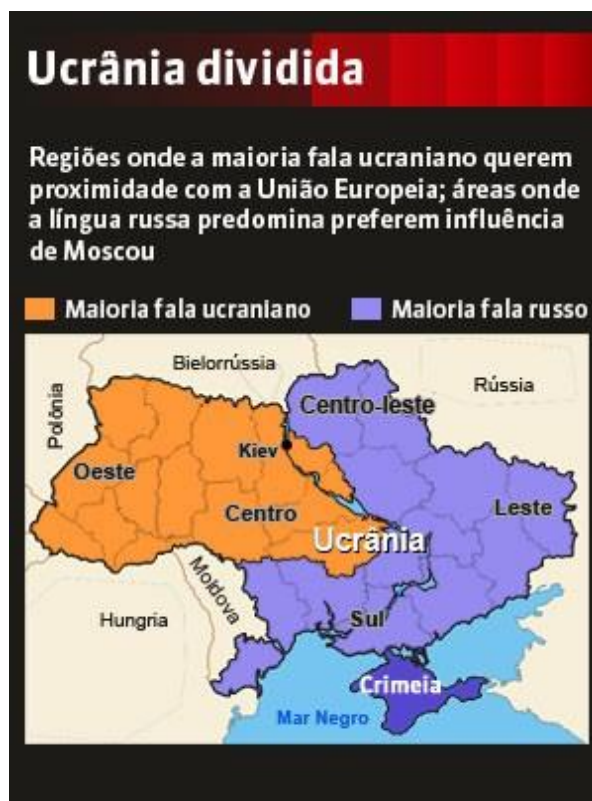 Ucrânia dividida
Regiões onde a maioria fala ucraniano querem
proximidade com a União Europeia; áreas onde
a língua russa predomina preferem influência
de Moscou
Maioria fala ucraniano
Maioria fala russo
Bielorrússia
Rússia
Polônia
Centro-leste
Kiev
Oeste
Leste
Centro
Ucrânia
Moldova
Hungria
Sul
Crimeia
Mar Negro